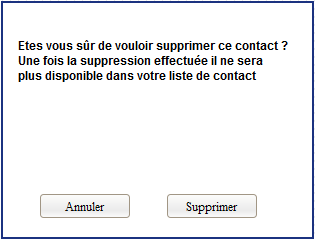 Etes vous sûr de vouloir supprimer ce contact ?
Une fois la suppression effectuée il ne sera
plus disponible dans votre liste de contact
Annuler Supprimer